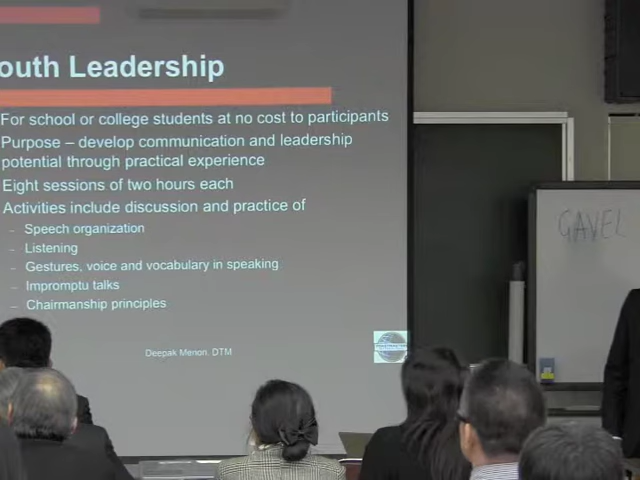 outh Leadership
For school or college students at no cost to participants
Purpose – develop communication and leadership
potential through practical experience
Eight sessions of two hours each
Activities include discussion and practice of
– Speech organization
– Listening
– Gestures, voice and vocabulary in speaking
– Impromptu talks
– Chairmanship principles
Deepak Menon. DTM
GAVEL